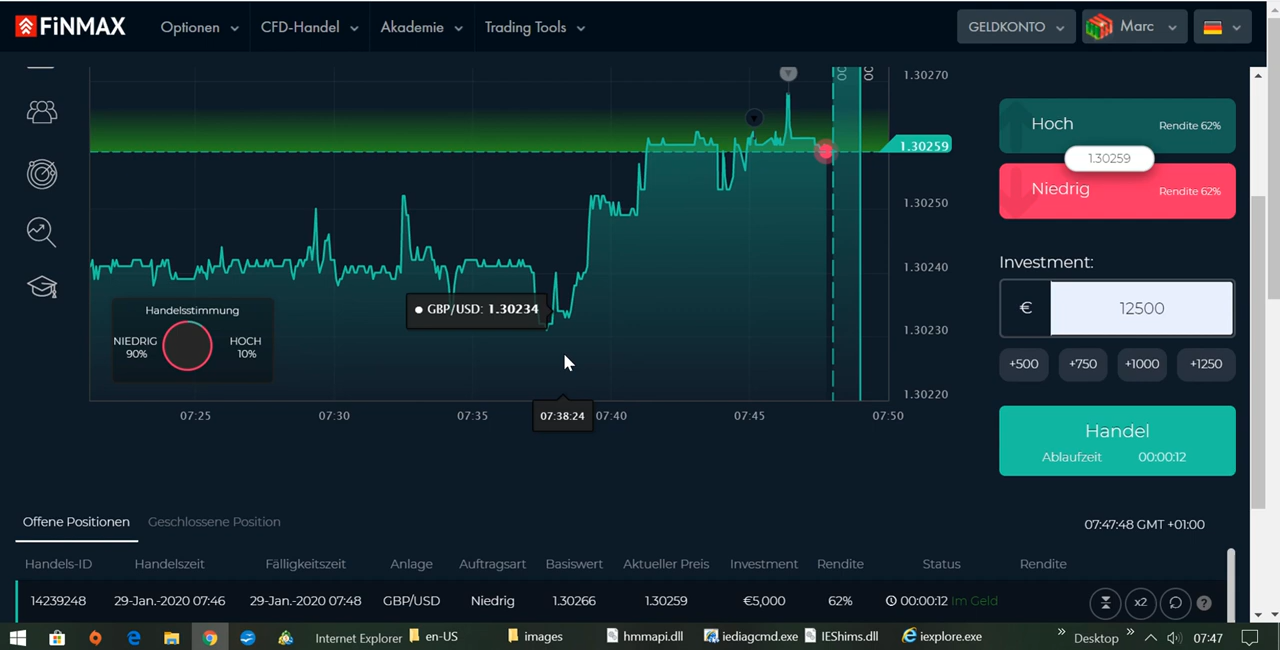 FiNMAX Optionen CFD-Handel Akademie Trading Tools GELDKONTO Marc
1.30270
1.30259
1.30250
1.30240
1.30230
1.30220
GBP/USD: 1.30234
Handelsstimmung
NIEDRIG
90%
HOCH
10%
07:25 07:30 07:35 07:38:24 07:40 07:45 07:50
Hoch Rendite 62%
1.30259
Niedrig Rendite 62%
Investment:
€ 12500
+500 +750 +1000 +1250
Handel
Ablaufzeit 00:00:12
Offene Positionen Geschlossene Position 07:47:48 GMT +01:00
Handels-ID Handelszeit Fälligkeitszeit Anlage Auftragsart Basiswert Aktueller Preis Investment Rendite Status Rendite
14239248 29-Jan.-2020 07:46 29-Jan.-2020 07:48 GBP/USD Niedrig 1.30266 1.30259 €5,000 62% 00:00:12 Im Geld x2 ?
Internet Explorer en-US images hmmapi.dll iediagcmd.exe IEShims.dll iexplore.exe » Desktop » 07:47